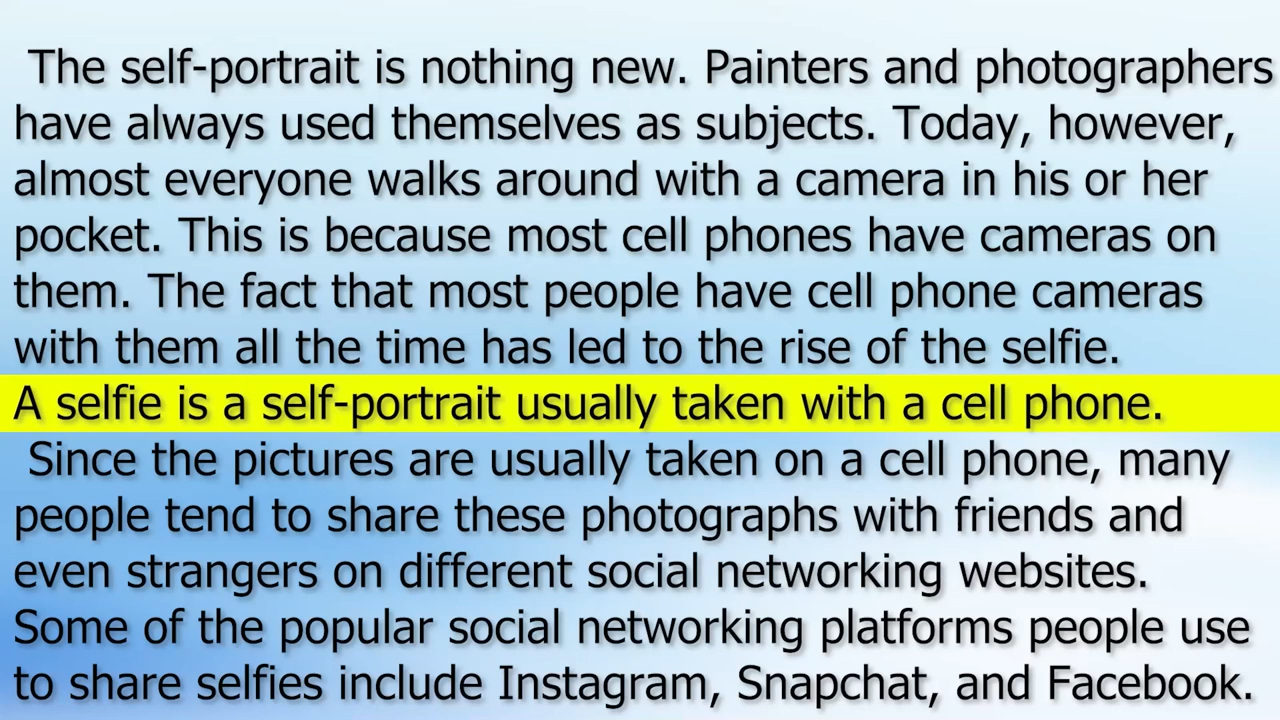 The self-portrait is nothing new. Painters and photographers
have always used themselves as subjects. Today, however,
almost everyone walks around with a camera in his or her
pocket. This is because most cell phones have cameras on
them. The fact that most people have cell phone cameras
with them all the time has led to the rise of the selfie.
A selfie is a self-portrait usually taken with a cell phone.
Since the pictures are usually taken on a cell phone, many
people tend to share these photographs with friends and
even strangers on different social networking websites.
Some of the popular social networking platforms people use
to share selfies include Instagram, Snapchat, and Facebook.